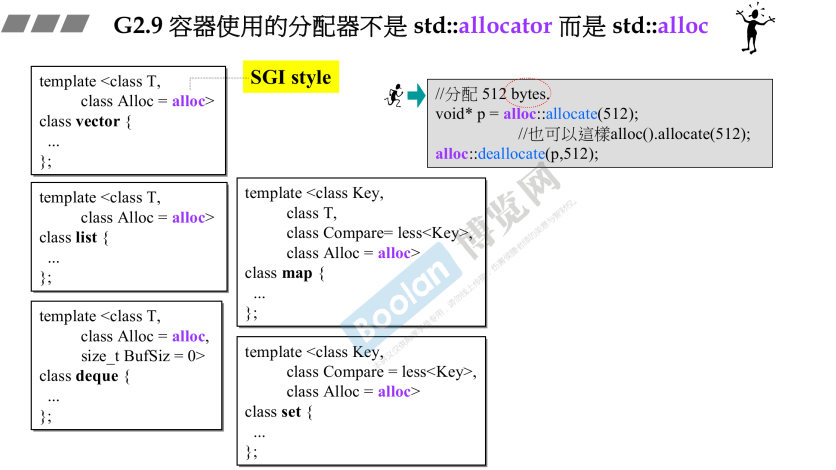 G2.9 容器使用的分配器不是 std::allocator 而是 std::alloc
template <class T,
class Alloc = alloc>
class vector {
...
};
SGI style
//分配 512 bytes.
void* p = alloc::allocate(512);
//也可以這樣alloc().allocate(512);
alloc::deallocate(p,512);
template <class T,
class Alloc = alloc>
class list {
...
};
template <class T,
class Alloc = alloc,
size_t BufSiz = 0>
class deque {
...
};
template <class Key,
class T,
class Compare= less<Key>,
class Alloc = alloc>
class map {
...
};
template <class Key,
class Compare = less<Key>,
class Alloc = alloc>
class set {
...
};
Boolan 博览网